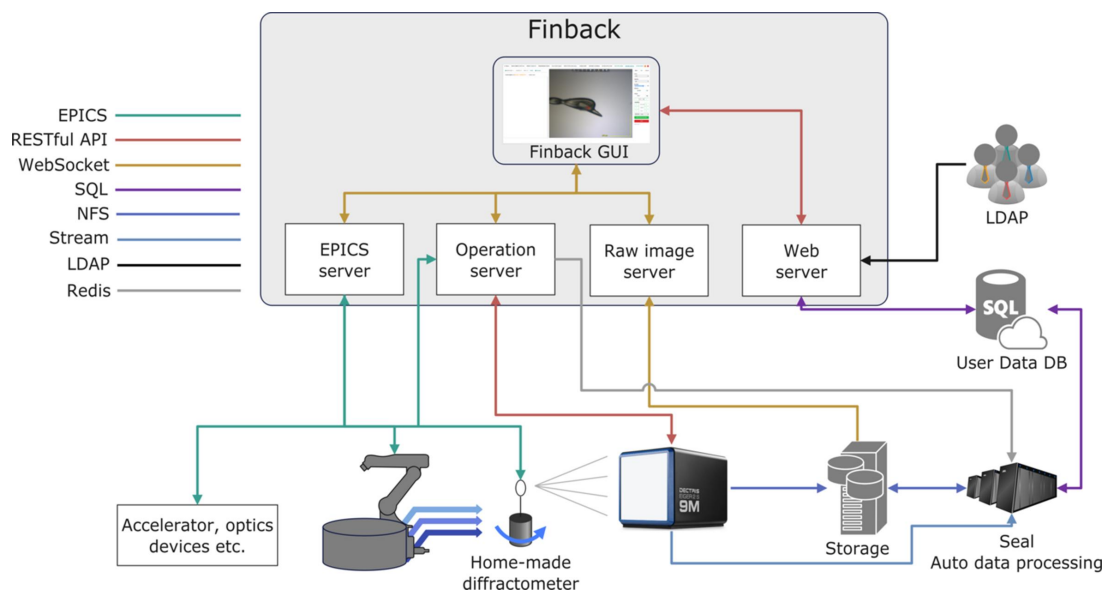 Finback
EPICS
RESTful API
WebSocket
SQL
NFS
Stream
LDAP
Redis
Finback GUI
EPICS
server
Operation
server
Raw image
server
Web
server
LDAP
SQL
User Data DB
Accelerator, optics
devices etc.
Home-made
diffractometer
DECTRIS
9M
Storage
Seal
Auto data processing